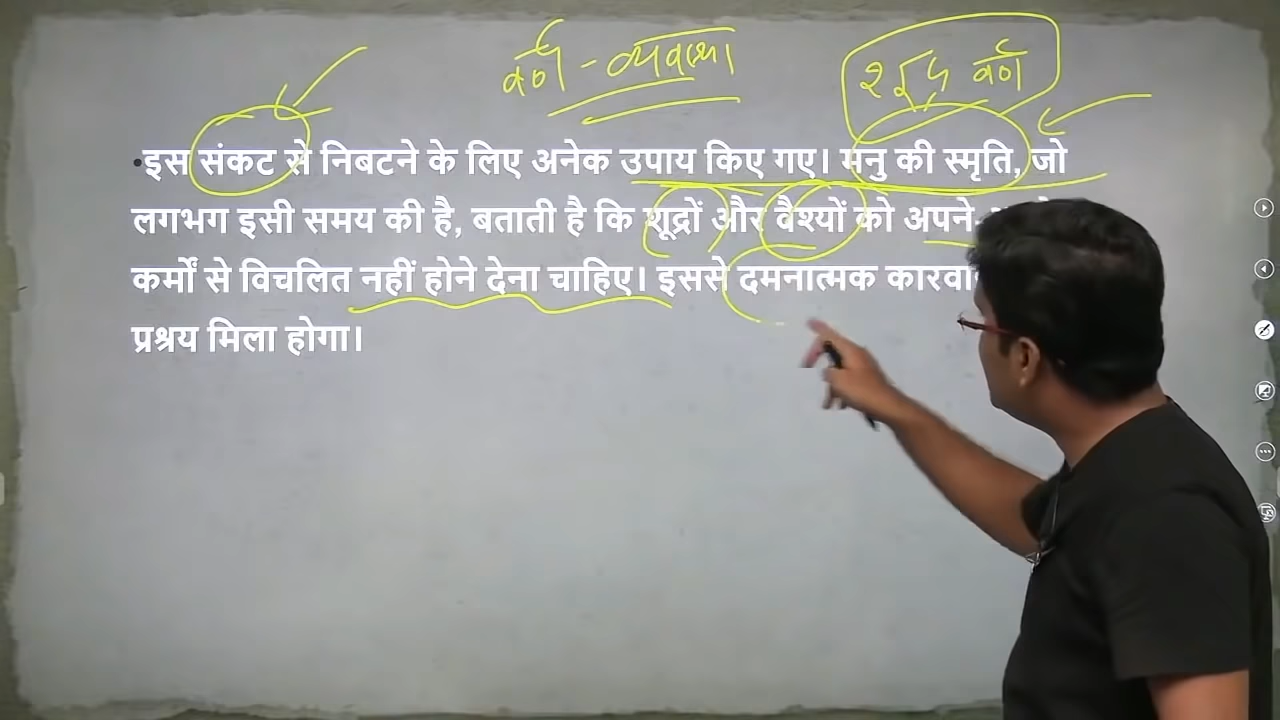 वर्ण - व्यवस्था
वर्ण
•इस संकट से निबटने के लिए अनेक उपाय किए गए। मनु की स्मृति, जो
लगभग इसी समय की है, बताती है कि शूद्रों और वैश्यों को अपने-
कर्मों से विचलित नहीं होने देना चाहिए। इससे दमनात्मक
प्रश्रय मिला होगा।